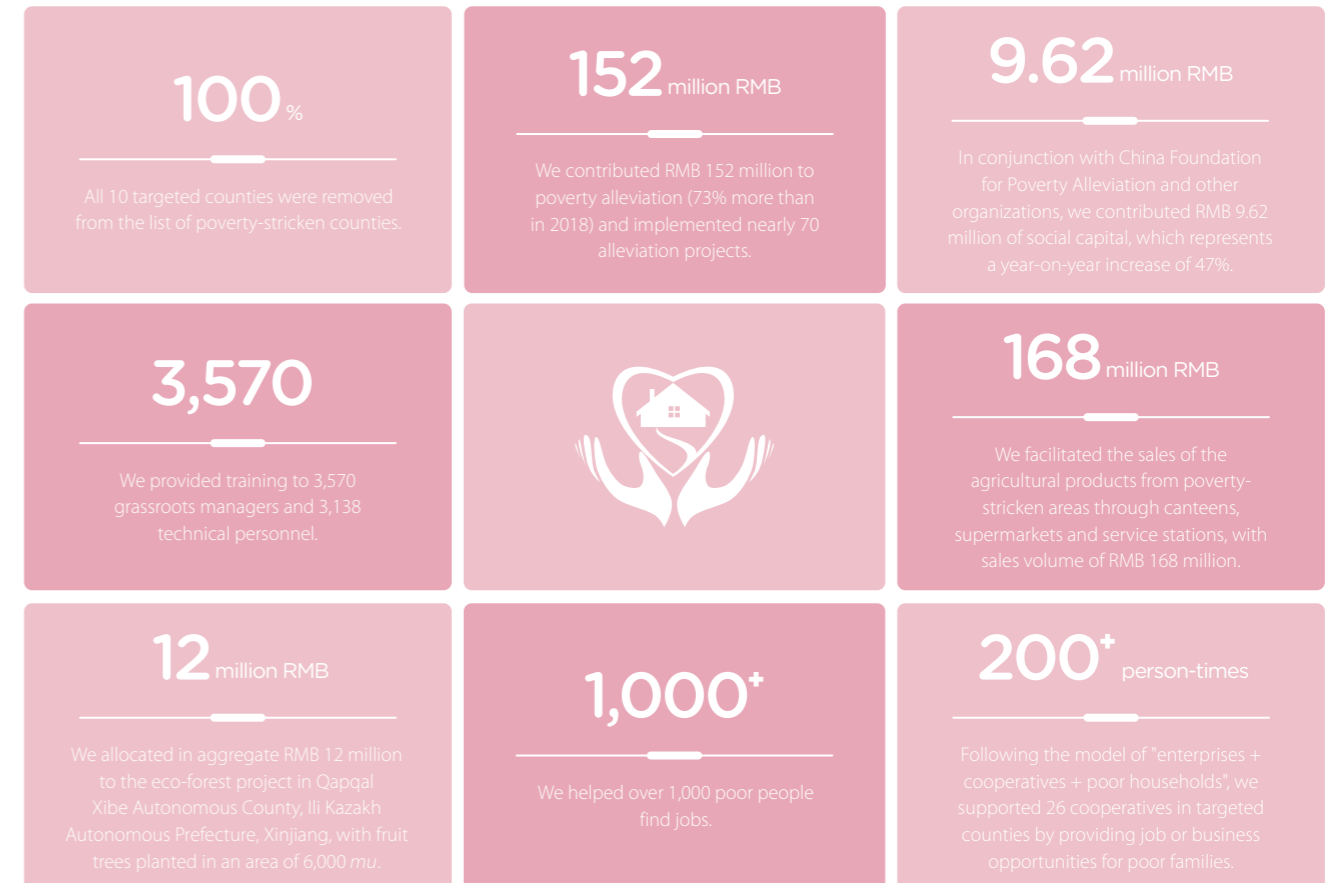 100 %
All 10 targeted counties were removed
from the list of poverty-stricken counties.
152 million RMB
We contributed RMB 152 million to
poverty alleviation (73% more than
in 2018) and implemented nearly 70
alleviation projects.
9.62 million RMB
In conjunction with China Foundation
for Poverty Alleviation and other
organizations, we contributed RMB 9.62
million of social capital, which represents
a year-on-year increase of 47%.
3,570
We provided training to 3,570
grassroots managers and 3,138
technical personnel.
168 million RMB
We facilitated the sales of the
agricultural products from poverty-
stricken areas through canteens,
supermarkets and service stations, with
sales volume of RMB 168 million.
12 million RMB
We allocated in aggregate RMB 12 million
to the eco-forest project in Qapqal
Xibe Autonomous County, Ili Kazakh
Autonomous Prefecture, Xinjiang, with fruit
trees planted in an area of 6,000 mu.
1,000+
We helped over 1,000 poor people
find jobs.
200+ person-times
Following the model of "enterprises +
cooperatives + poor households", we
supported 26 cooperatives in targeted
counties by providing job or business
opportunities for poor families.